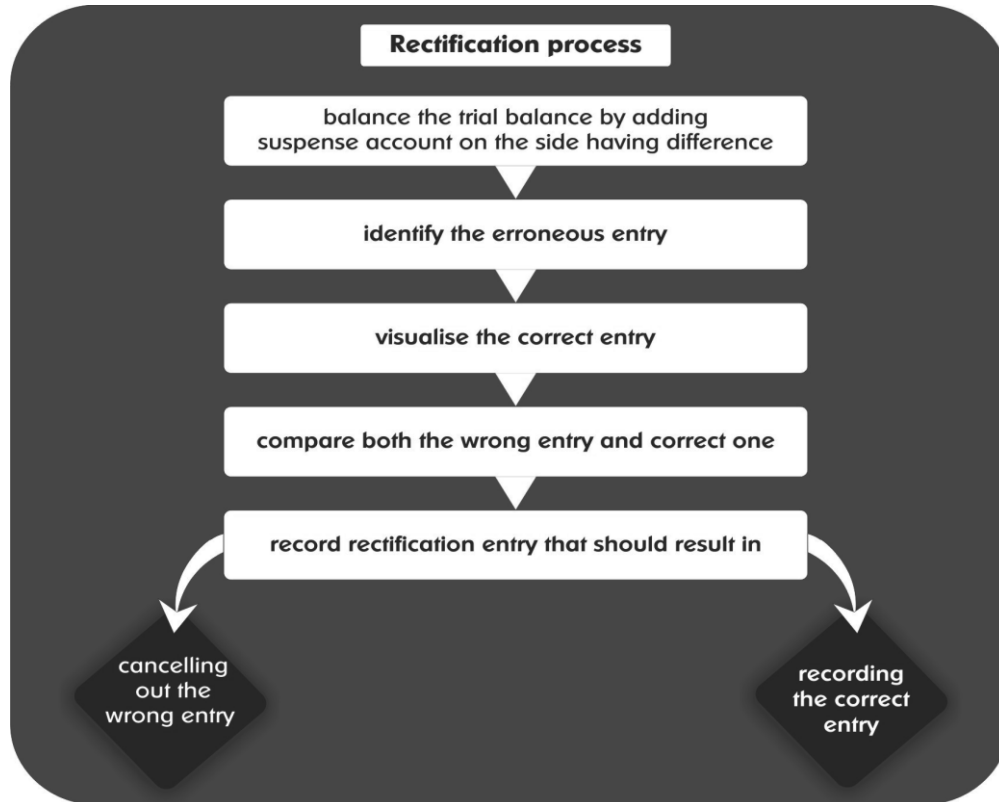 Rectification process
balance the trial balance by adding
suspense account on the side having difference
identify the erroneous entry
visualise the correct entry
compare both the wrong entry and correct one
record rectification entry that should result in
cancelling
out the
wrong entry
recording
the correct
entry